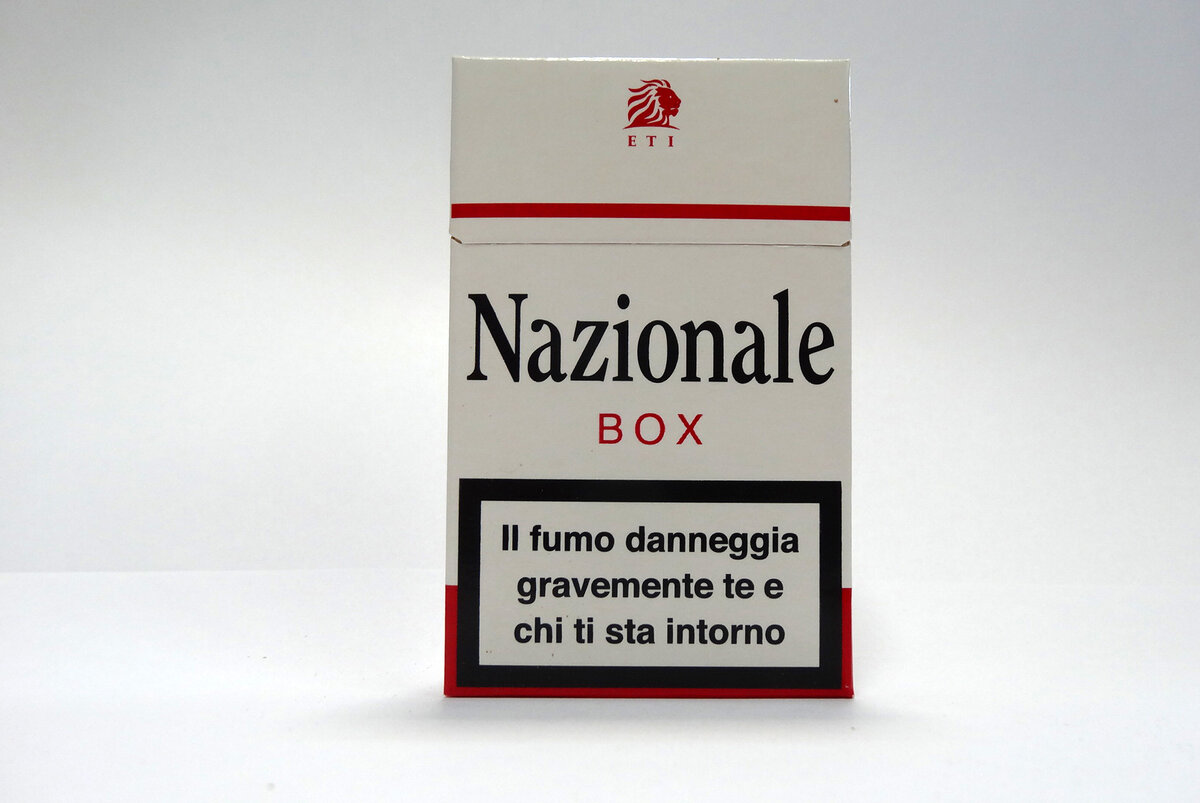 ETI
Nazionale
BOX
Il fumo danneggia
gravemente te e
chi ti sta intorno